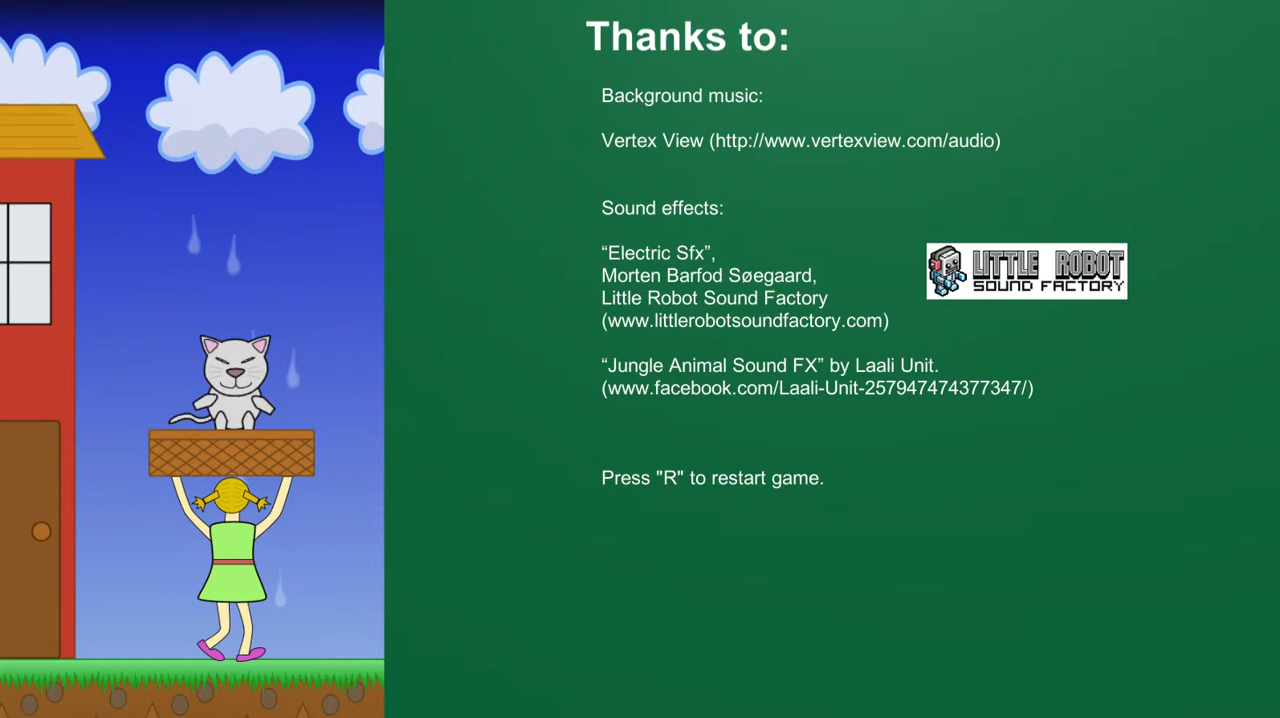 Thanks to:
Background music:
Vertex View (http://www.vertexview.com/audio)
Sound effects:
“Electric Sfx”,
Morten Barfod Søegaard,
Little Robot Sound Factory
(www.littlerobotsoundfactory.com)
LITTLE ROBOT
SOUND FACTORY
“Jungle Animal Sound FX” by Laali Unit.
(www.facebook.com/Laali-Unit-257947474377347/)
Press "R" to restart game.